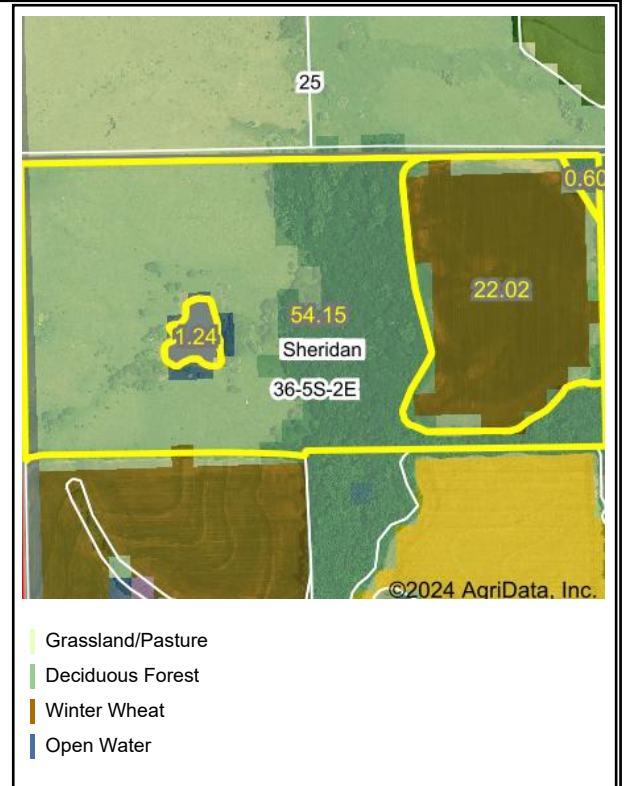 25
0.60
22.02
54.15
1.24
Sheridan
36-5S-2E
©2024 AgriData, Inc.
Grassland/Pasture
Deciduous Forest
Winter Wheat
Open Water